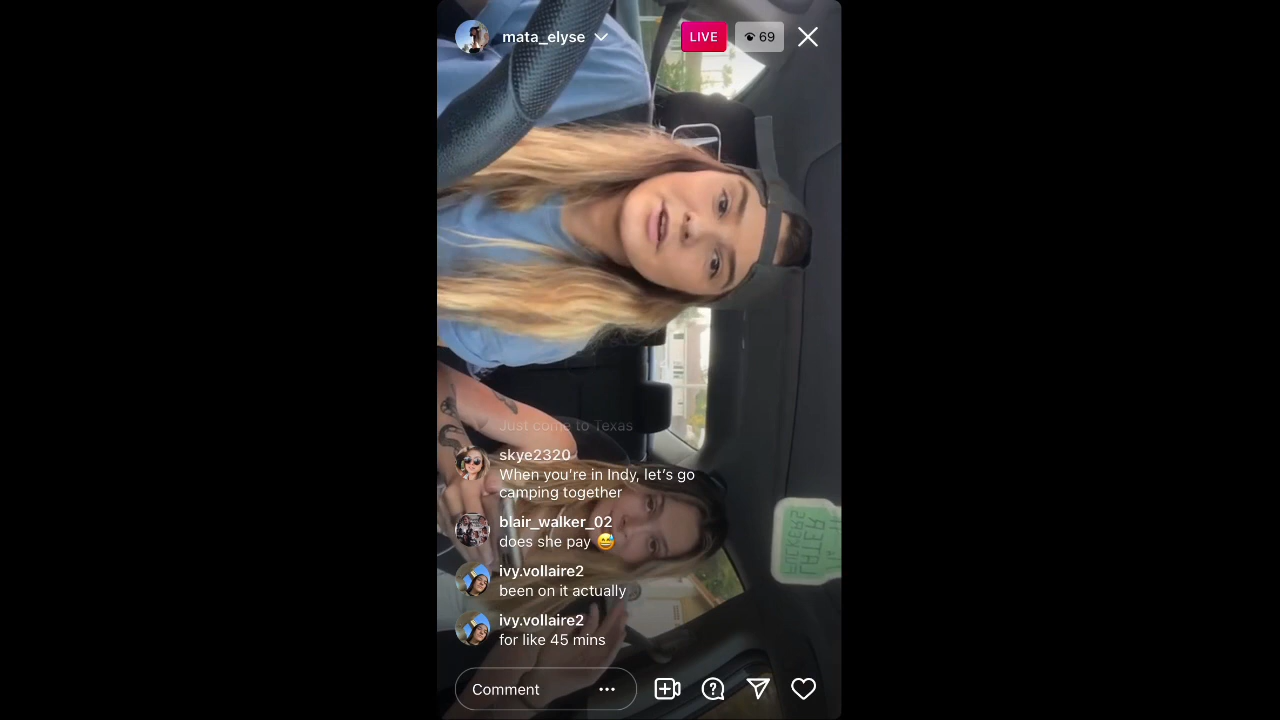 mata_elyse
LIVE
69
Just come to Texas
skye2320
When you're in Indy, let's go
camping together
blair_walker_02
does she pay 😅
ivy.vollaire2
been on it actually
ivy.vollaire2
for like 45 mins
LATER
Comment